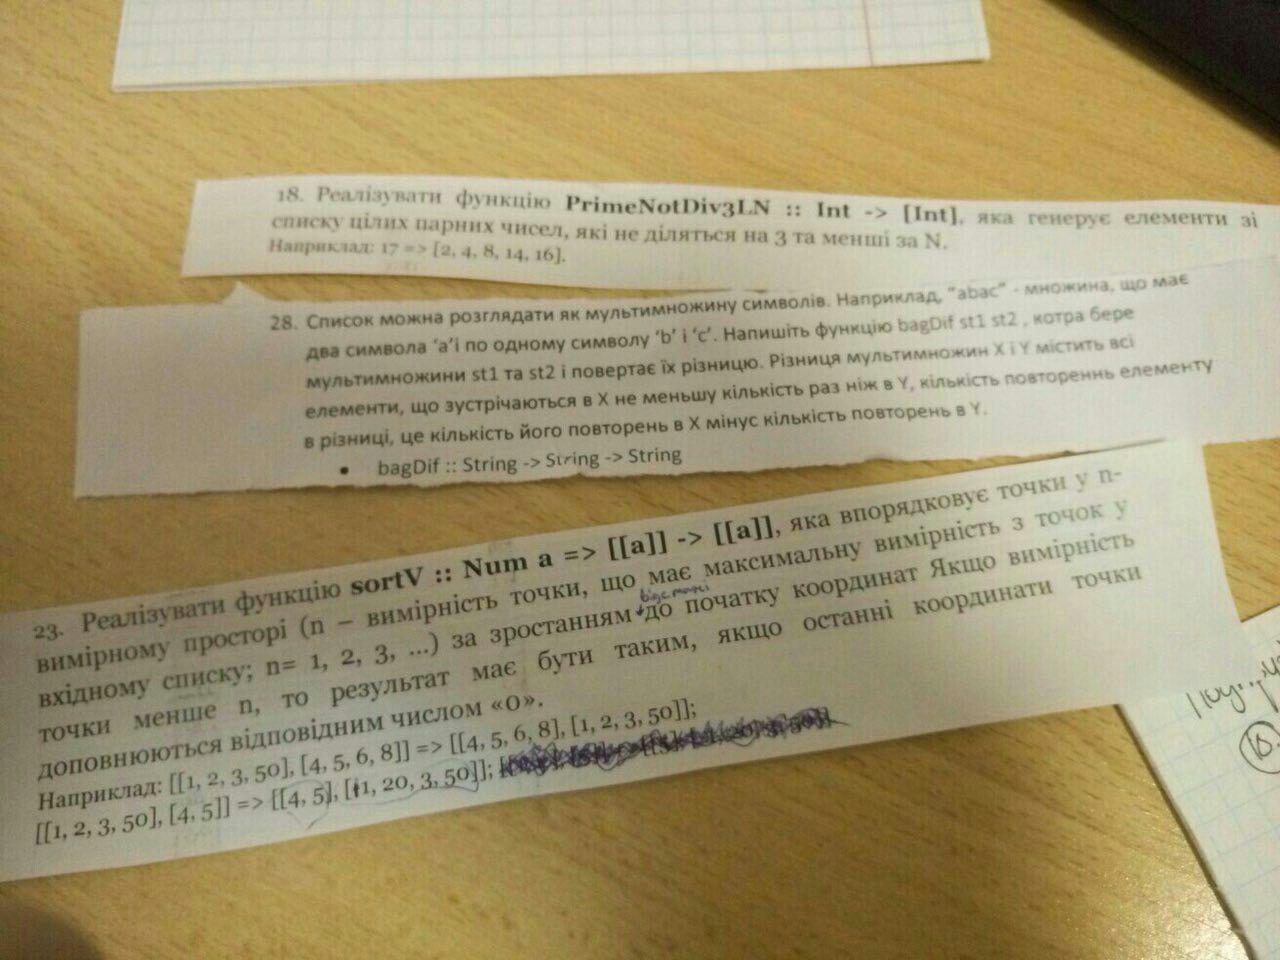 18. Реалізувати функцію PrimeNotDiv3LN :: Int -> [Int], яка генерує елементи зі
списку цілих парних чисел, які не діляться на 3 та менші за N.
Наприклад: 17 => [2, 4, 8, 14, 16].
28. Список можна розглядати як мультимножину символів. Наприклад, "abac" - множина, що має
два символа 'a'і по одному символу 'b' і 'c'. Напишіть функцію bagDif st1 st2 , котра бере
мультимножини st1 та st2 і повертає їх різницю. Різниця мультимножин X і Y містить всі
елементи, що зустрічаються в X не меньшу кількість раз ніж в Y, кількість повтореннь елементу
в різниці, це кількість його повторень в X мінус кількість повторень в Y.
• bagDif :: String -> String -> String
23. Реалізувати функцію sortV :: Num a => [[a]] -> [[a]], яка впорядковує точки у n-
вимірному просторі (n – вимірність точки, що має максимальну вимірність з точок у
вхідному списку; n= 1, 2, 3, ...) за зростанням до початку координат Якщо вимірність
точки менше n, то результат має бути таким, якщо останні координати точки
доповнюються відповідним числом «0».
Наприклад: [[1, 2, 3, 50], [4, 5, 6, 8]] => [[4, 5, 6, 8], [1, 2, 3, 50]];
[[1, 2, 3, 50], [4, 5]] => [[4, 5], [1, 20, 3, 50]];